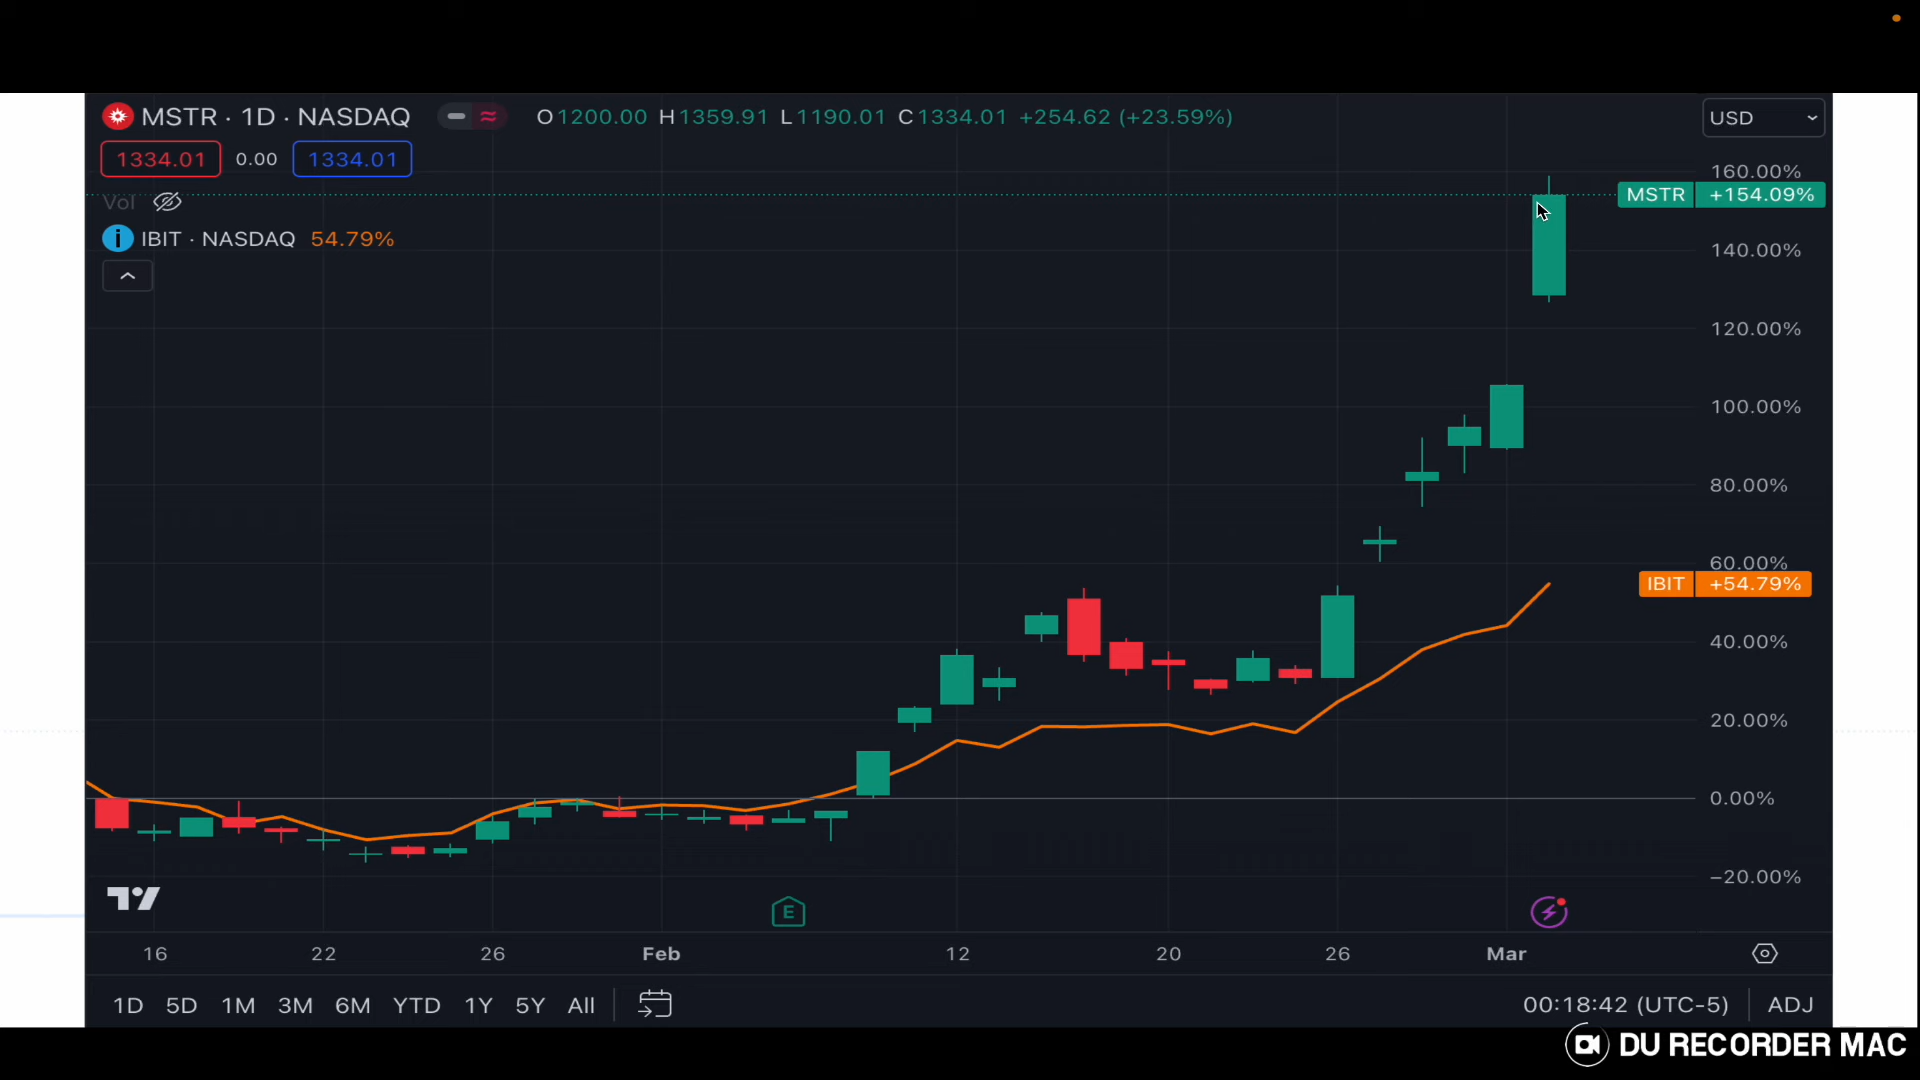 MSTR · 1D · NASDAQ O1200.00 H1359.91 L1190.01 C1334.01 +254.62 (+23.59%) USD
1334.01 0.00 1334.01
Vol
IBIT · NASDAQ 54.79%
160.00%
MSTR +154.09%
140.00%
120.00%
100.00%
80.00%
60.00%
IBIT +54.79%
40.00%
20.00%
0.00%
−20.00%
E
16 22 26 Feb 12 20 26 Mar
1D 5D 1M 3M 6M YTD 1Y 5Y All 00:18:42 (UTC-5) ADJ
DU RECORDER MAC